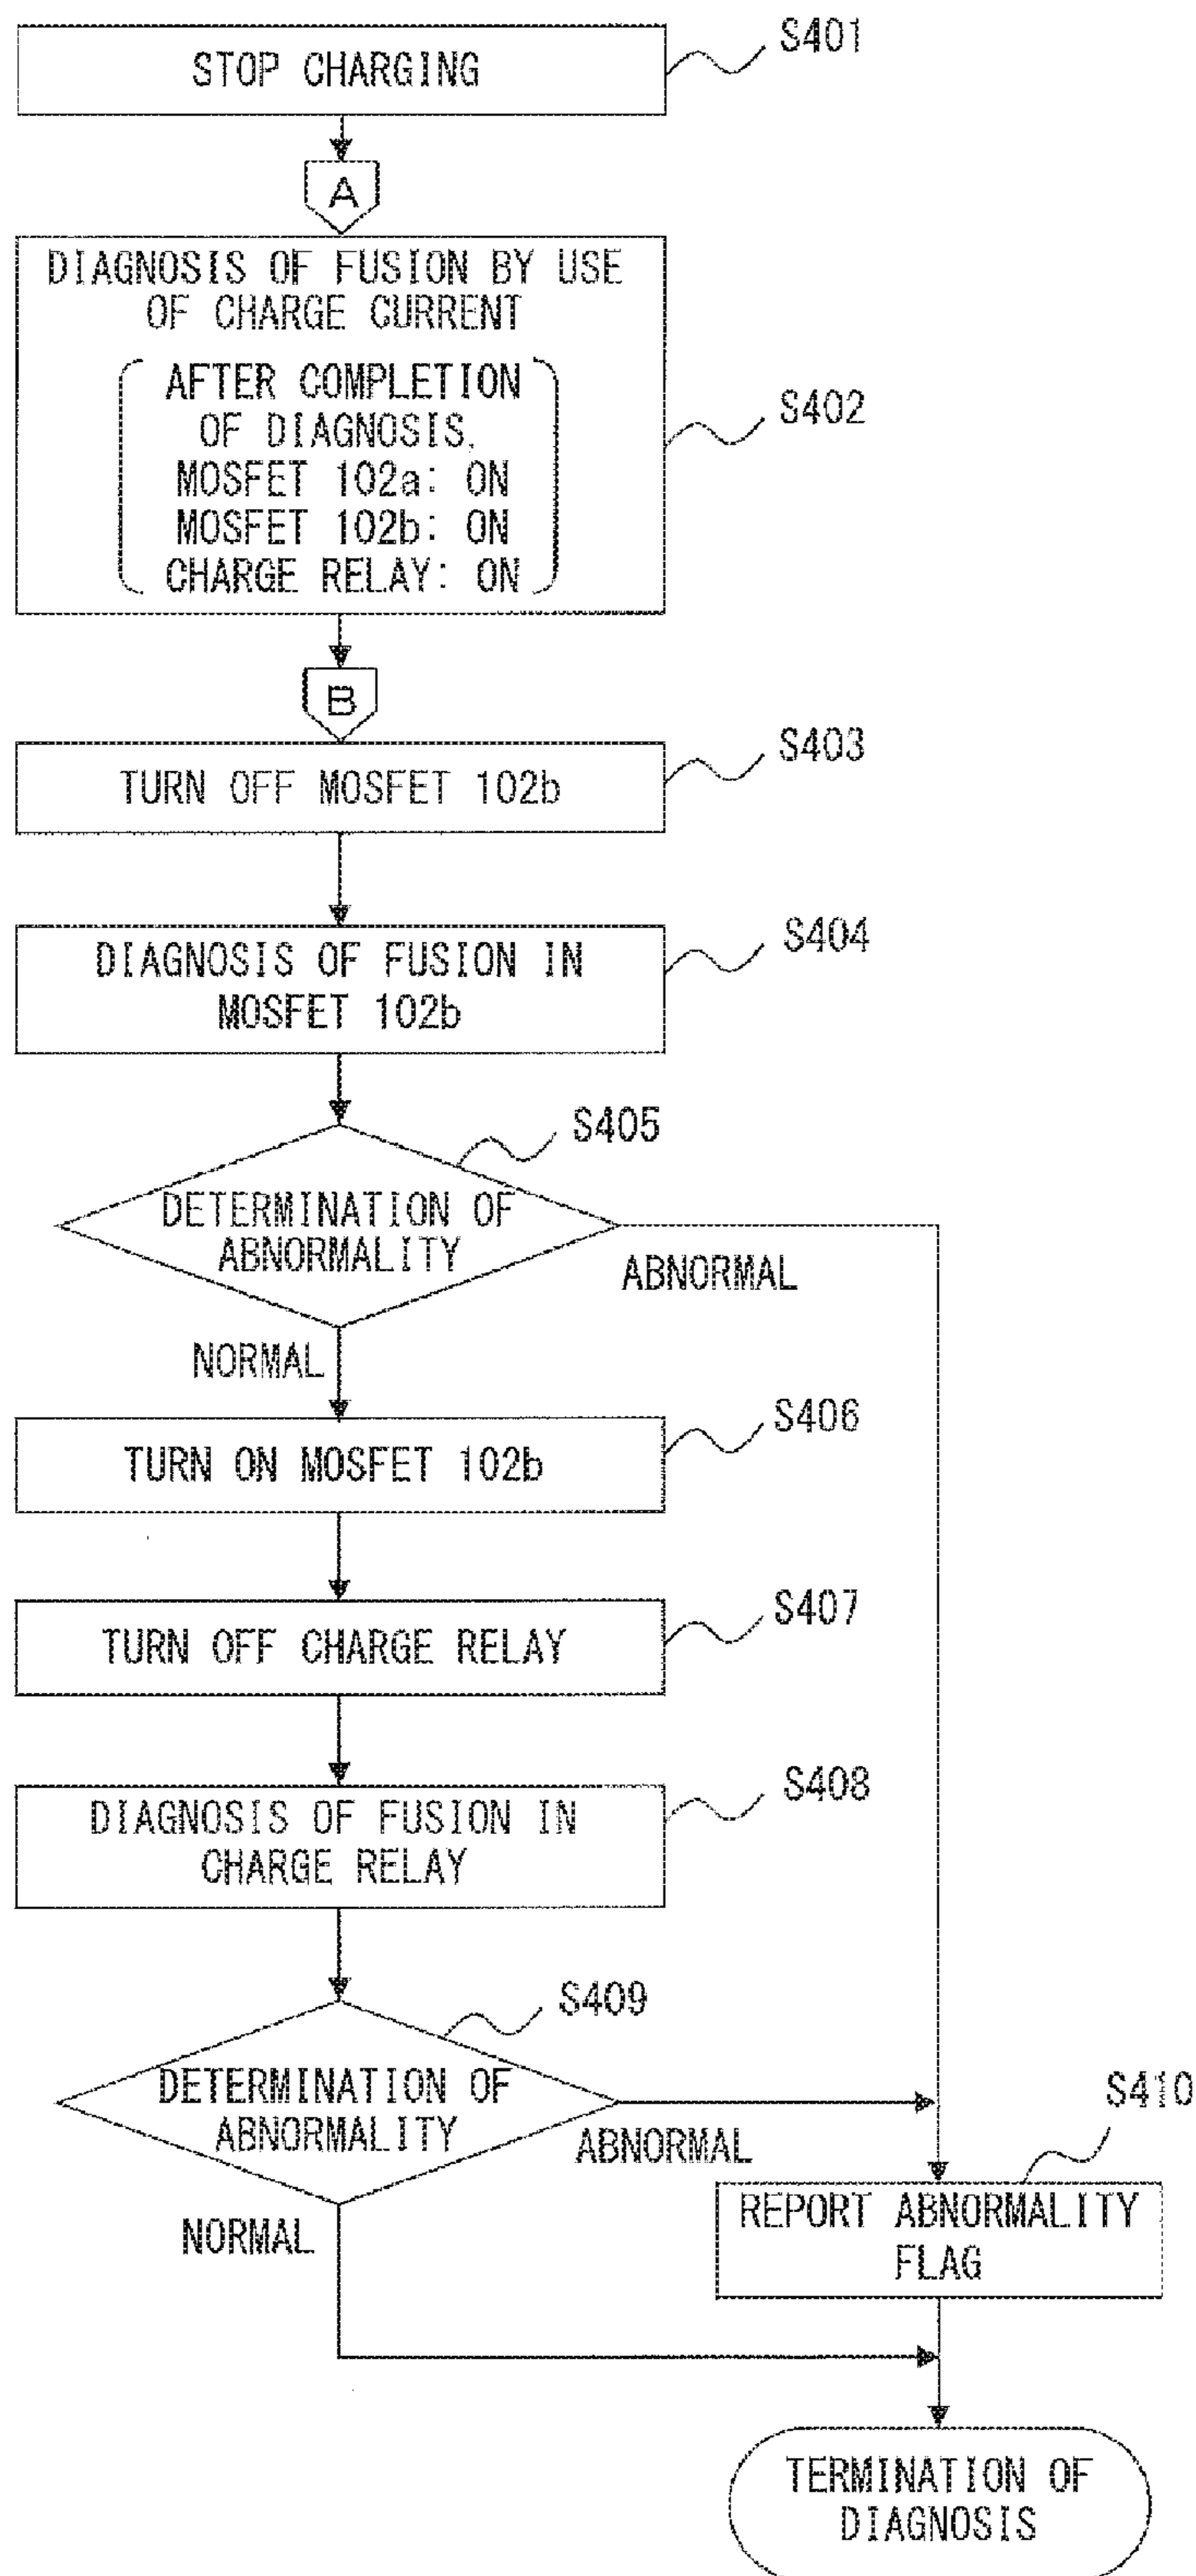 STOP CHARGING
S401
A
DIAGNOSIS OF FUSION BY USE
OF CHARGE CURRENT
AFTER COMPLETION
OF DIAGNOSIS,
MOSFET 102a: ON
MOSFET 102b: ON
CHARGE RELAY: ON
S402
B
TURN OFF MOSFET 102b
S403
DIAGNOSIS OF FUSION IN
MOSFET 102b
S404
S405
DETERMINATION OF
ABNORMALITY
ABNORMAL
NORMAL
TURN ON MOSFET 102b
S406
TURN OFF CHARGE RELAY
S407
DIAGNOSIS OF FUSION IN
CHARGE RELAY
S408
S409
DETERMINATION OF
ABNORMALITY
ABNORMAL
NORMAL
S410
REPORT ABNORMALITY
FLAG
TERMINATION OF
DIAGNOSIS